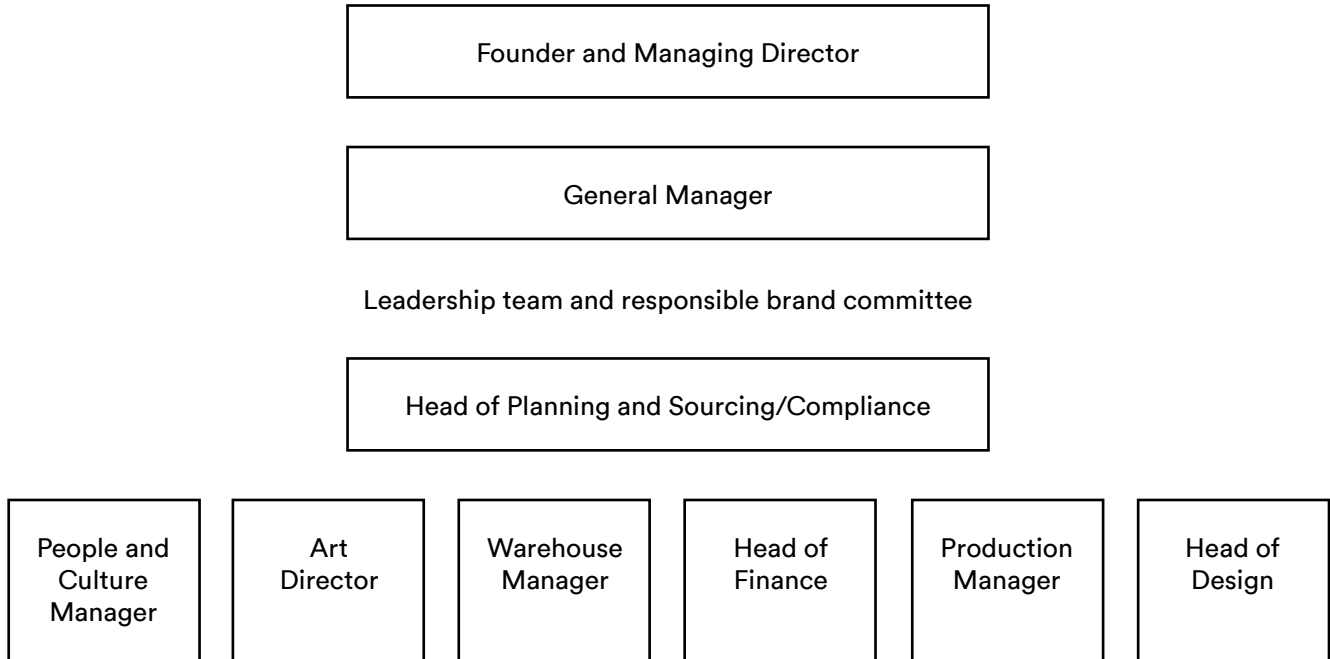 Founder and Managing Director
General Manager
Leadership team and responsible brand committee
Head of Planning and Sourcing/Compliance
People and
Culture
Manager
Art
Director
Warehouse
Manager
Head of
Finance
Production
Manager
Head of
Design